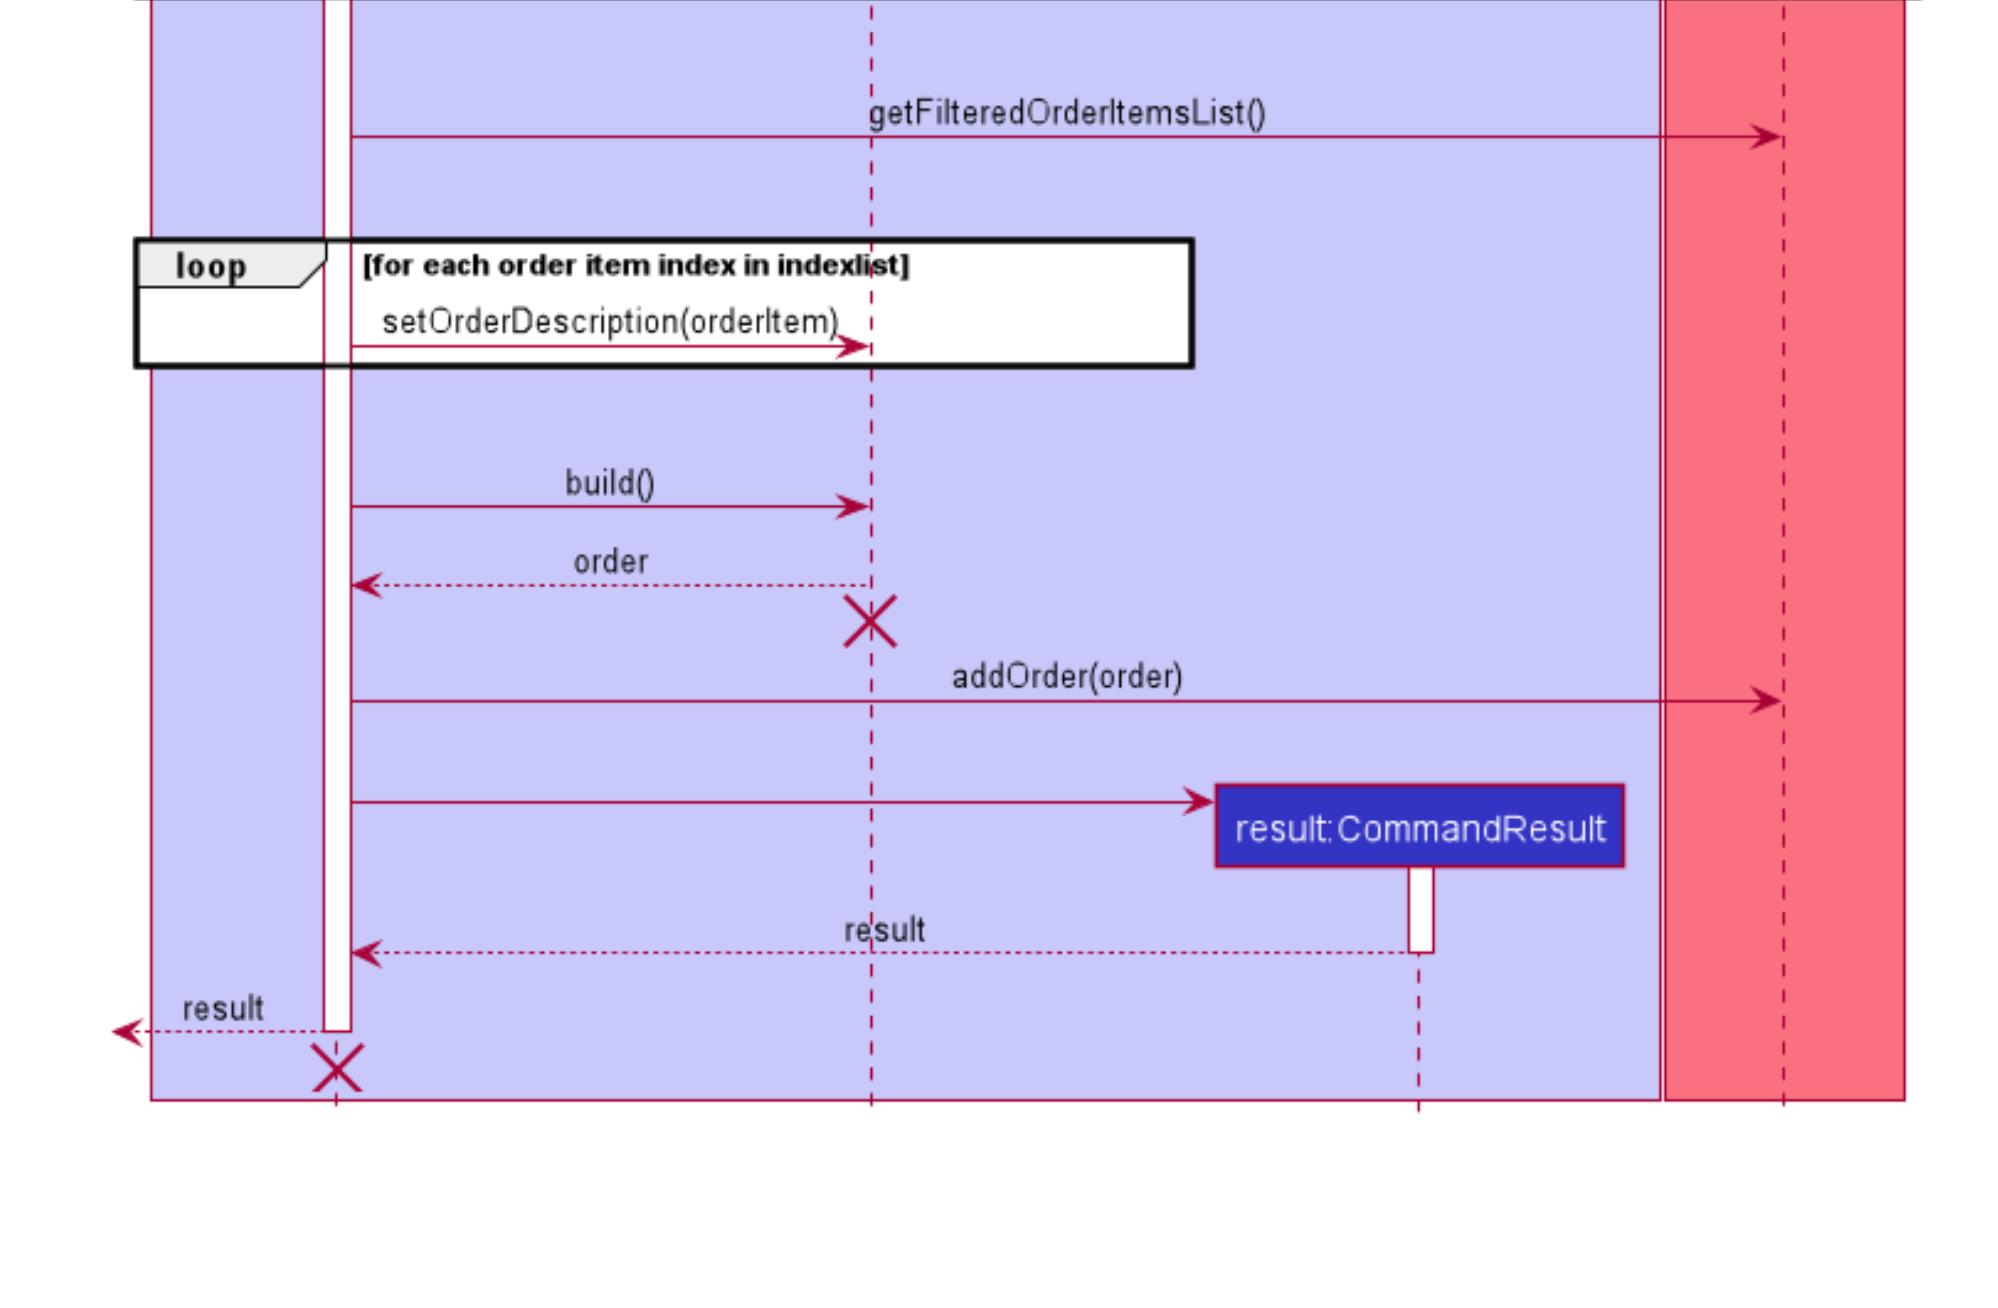 getFilteredOrderItemsList()
loop [for each order item index in indexlist]
setOrderDescription(orderItem)
build()
order
addOrder(order)
result:CommandResult
result
result